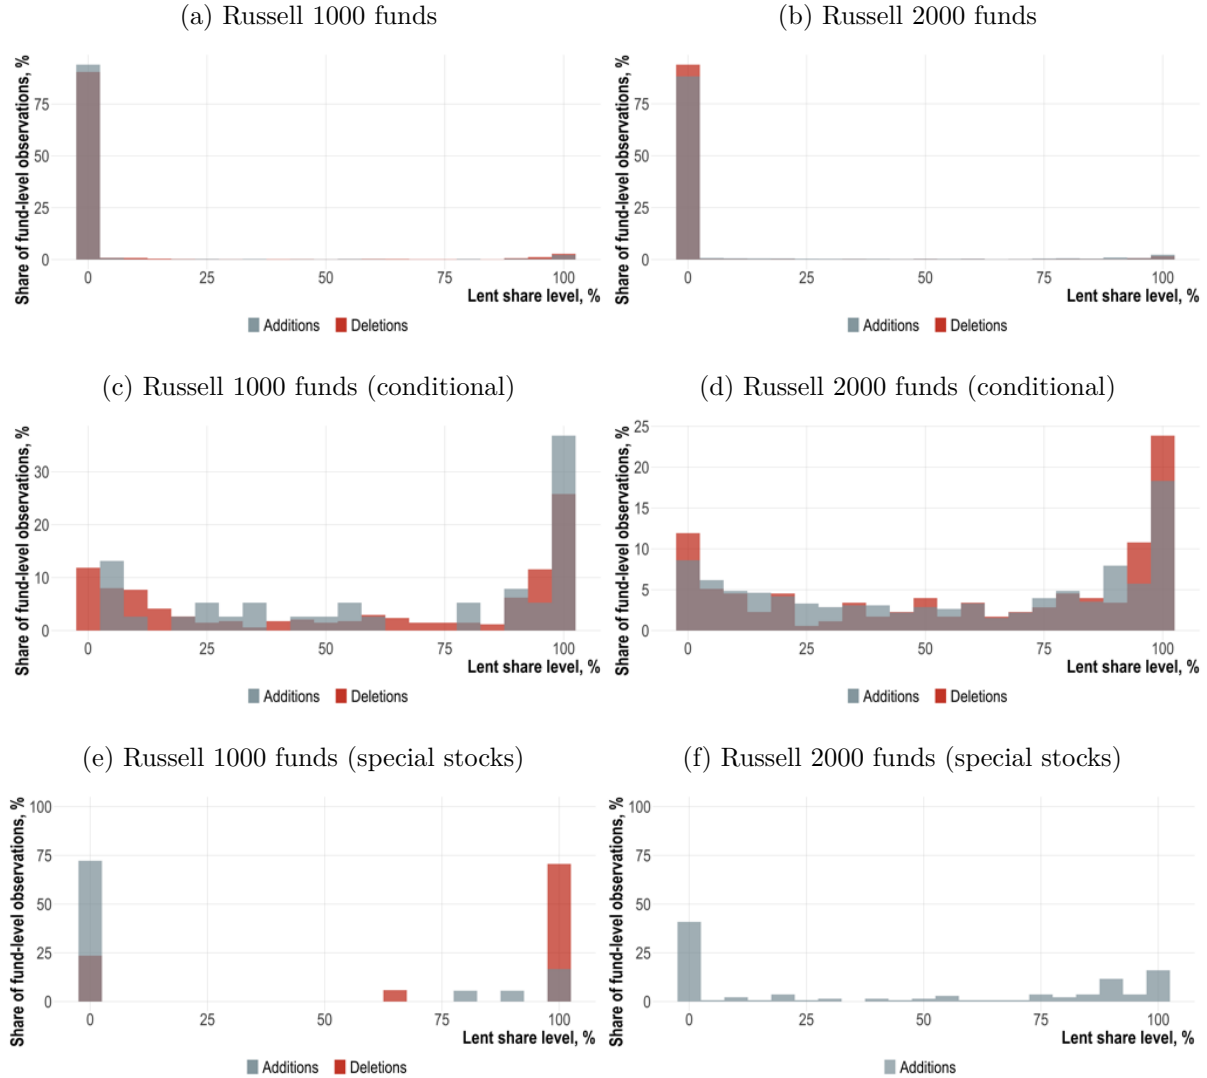 (a) Russell 1000 funds
Share of fund-level observations, %
75
50
25
0
0 25 50 75 100
Lent share level, %
Additions Deletions
(b) Russell 2000 funds
Share of fund-level observations, %
75
50
25
0
0 25 50 75 100
Lent share level, %
Additions Deletions
(c) Russell 1000 funds (conditional)
Share of fund-level observations, %
30
20
10
0
0 25 50 75 100
Lent share level, %
Additions Deletions
(d) Russell 2000 funds (conditional)
Share of fund-level observations, %
25
20
15
10
5
0
0 25 50 75 100
Lent share level, %
Additions Deletions
(e) Russell 1000 funds (special stocks)
Share of fund-level observations, %
100
75
50
25
0
0 25 50 75 100
Lent share level, %
Additions Deletions
(f) Russell 2000 funds (special stocks)
Share of fund-level observations, %
100
75
50
25
0
0 25 50 75 100
Lent share level, %
Additions